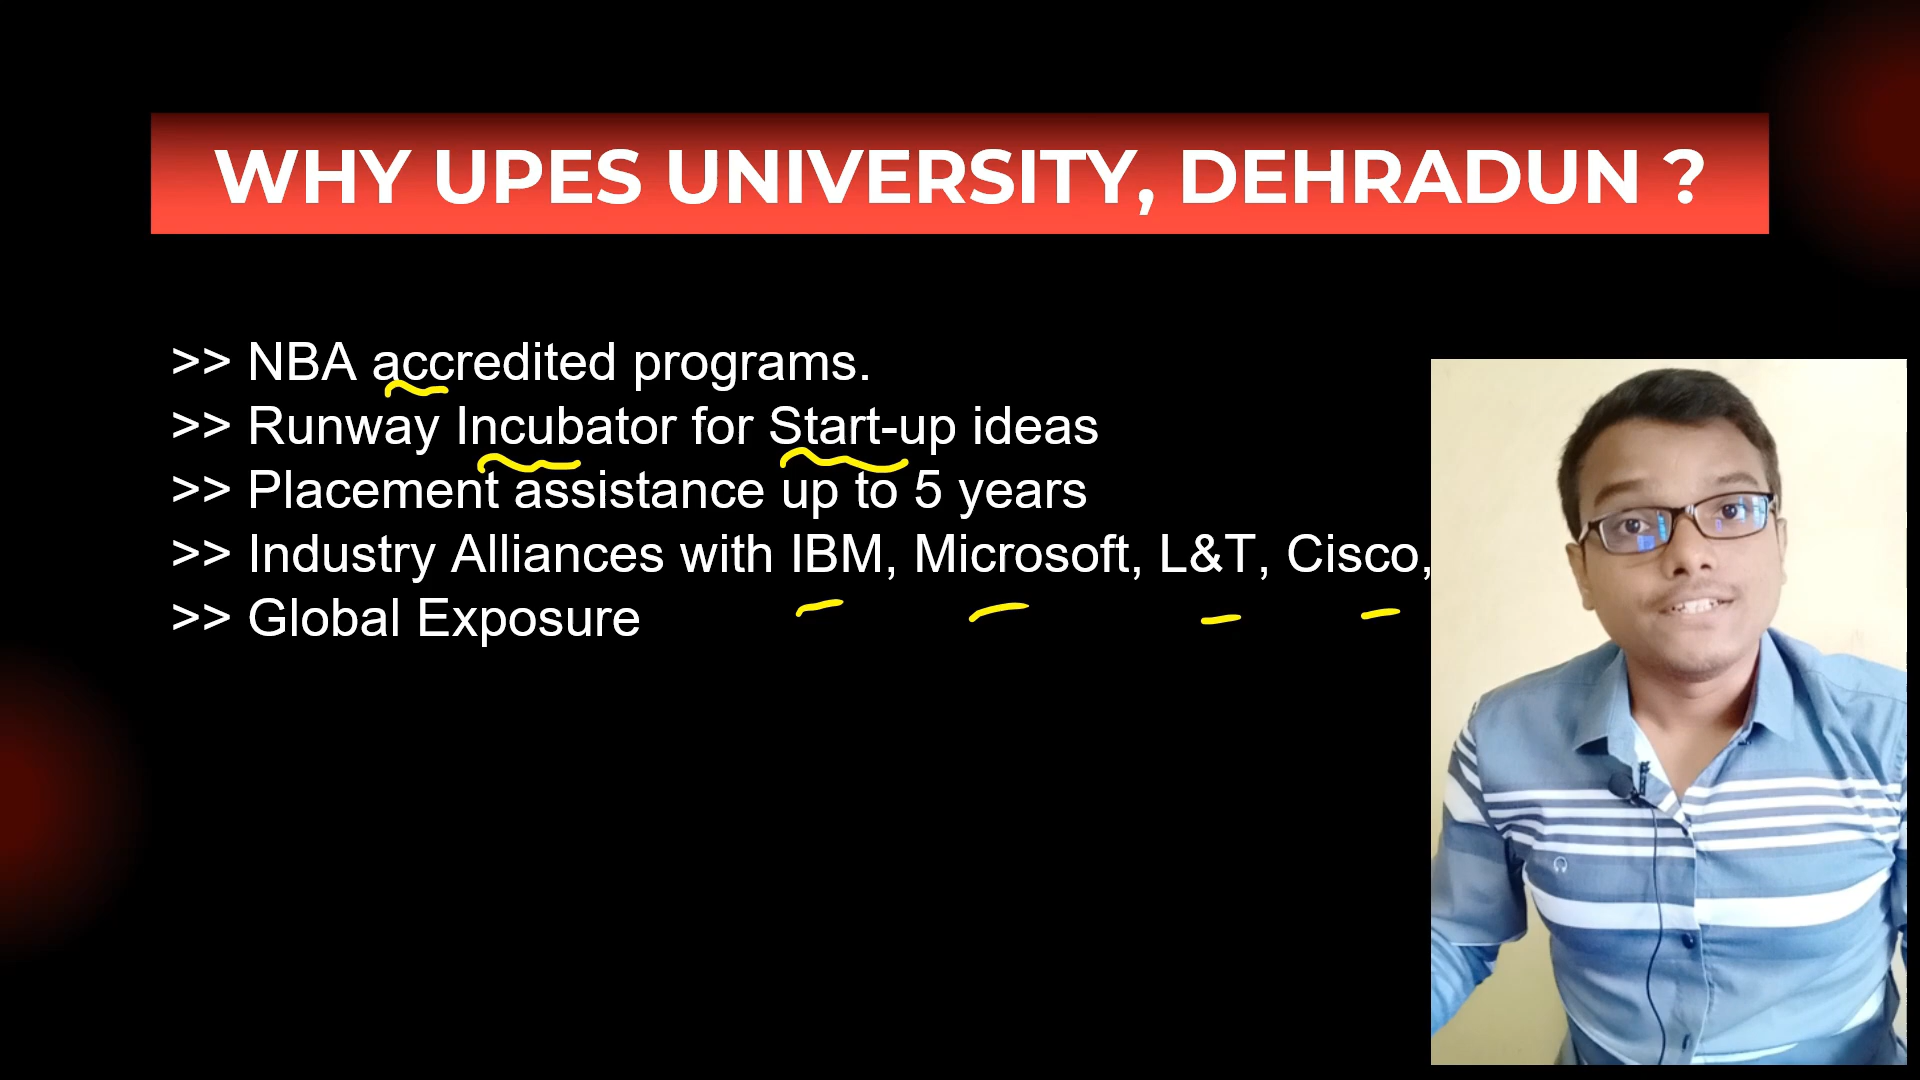 WHY UPES UNIVERSITY, DEHRADUN ?
>> NBA accredited programs.
>> Runway Incubator for Start-up ideas
>> Placement assistance up to 5 years
>> Industry Alliances with IBM, Microsoft, L&T, Cisco,
>> Global Exposure